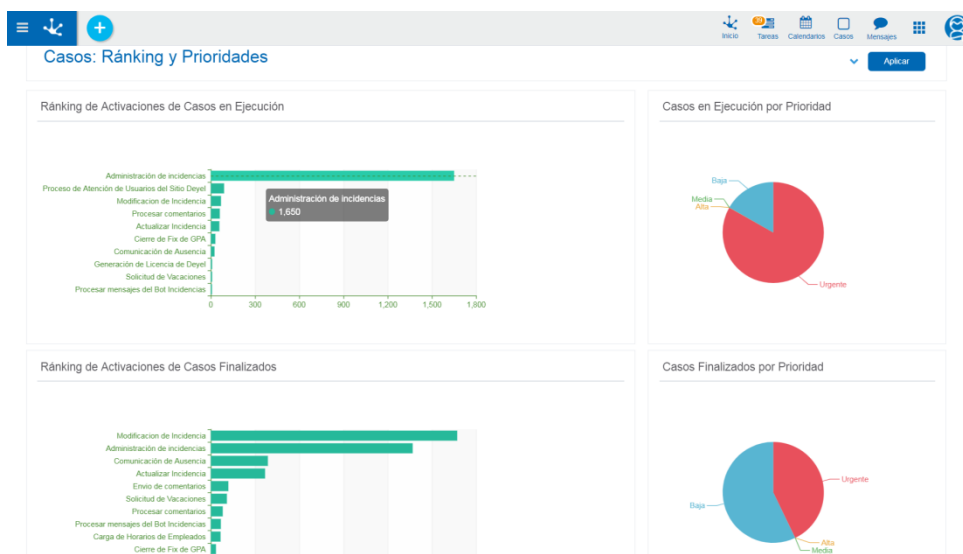 39
Inicio
Tareas
Calendarios
Casos
Mensajes
Casos: Ránking y Prioridades
Aplicar
Ránking de Activaciones de Casos en Ejecución
Administración de incidencias
Proceso de Atención de Usuarios del Sitio Deyel
Modificacion de Incidencia
Procesar comentarios
Actualizar Incidencia
Cierre de Fix de GPA
Comunicación de Ausencia
Generación de Licencia de Deyel
Solicitud de Vacaciones
Procesar mensajes del Bot Incidencias
Administración de incidencias
1,650
0 300 600 900 1,200 1,500 1,800
Casos en Ejecución por Prioridad
Baja
Media
Alta
Urgente
Ránking de Activaciones de Casos Finalizados
Modificacion de Incidencia
Administración de incidencias
Comunicación de Ausencia
Actualizar Incidencia
Envio de comentarios
Solicitud de Vacaciones
Procesar comentarios
Procesar mensajes del Bot Incidencias
Carga de Horarios de Empleados
Cierre de Fix de GPA
Casos Finalizados por Prioridad
Urgente
Baja
Alta
Media